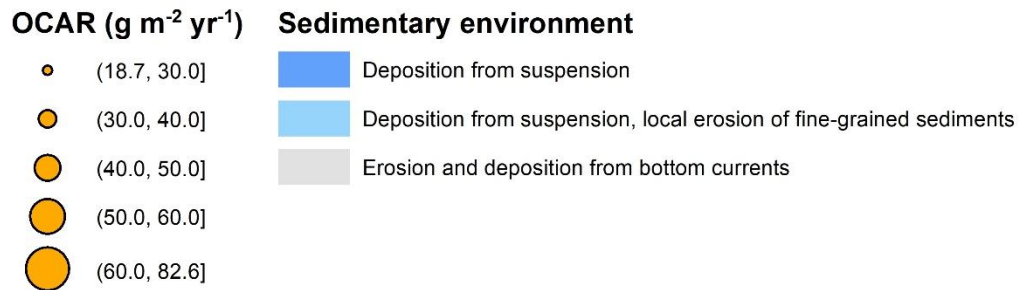 OCAR (g m⁻² yr⁻¹) Sedimentary environment
(18.7, 30.0] Deposition from suspension
(30.0, 40.0] Deposition from suspension, local erosion of fine-grained sediments
(40.0, 50.0] Erosion and deposition from bottom currents
(50.0, 60.0]
(60.0, 82.6]